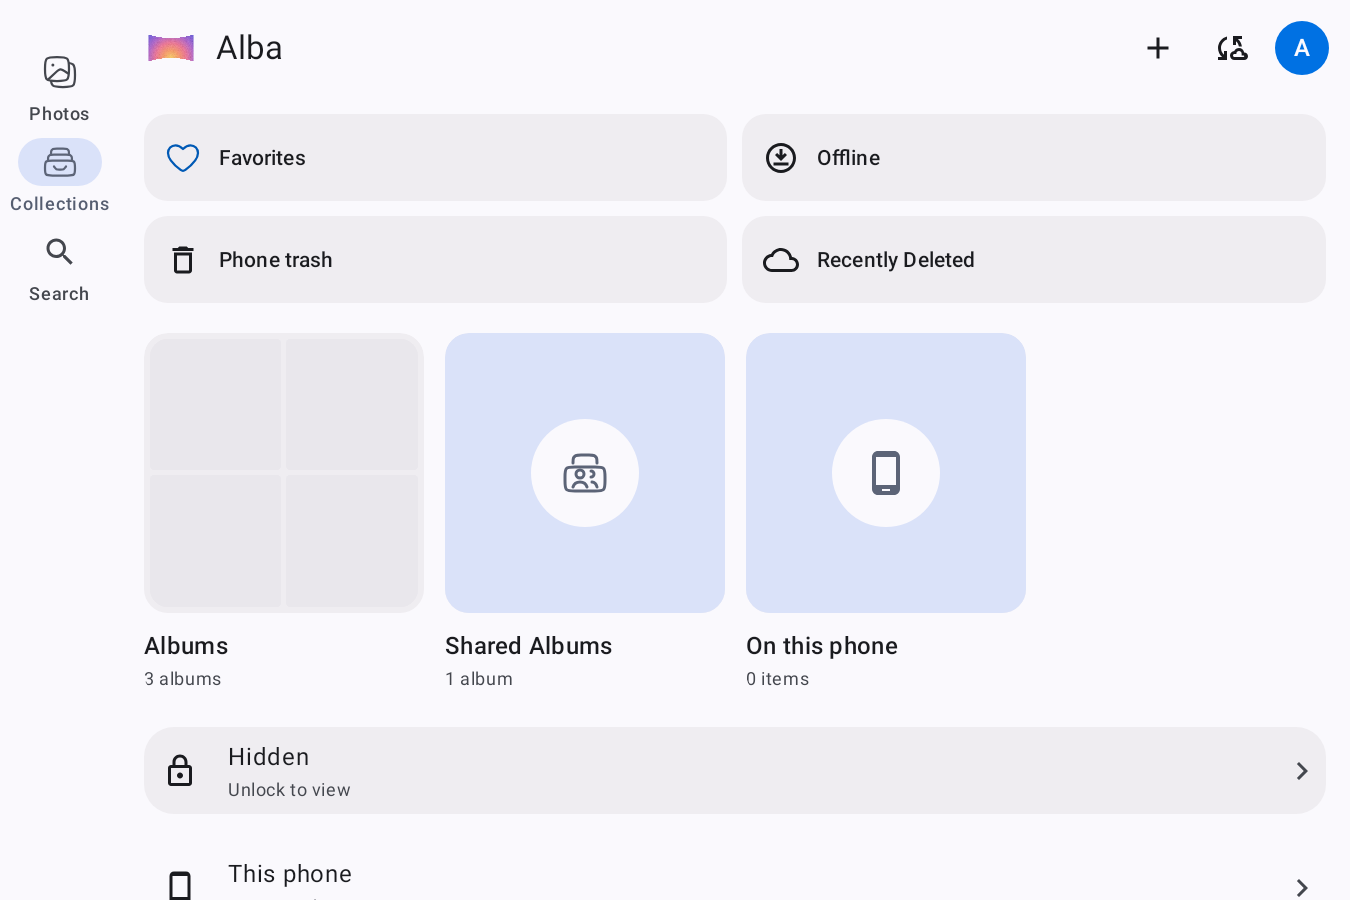 Alba
A
Photos
Collections
Search
Favorites
Offline
Phone trash
Recently Deleted
Albums
3 albums
Shared Albums
1 album
On this phone
0 items
Hidden
Unlock to view
This phone